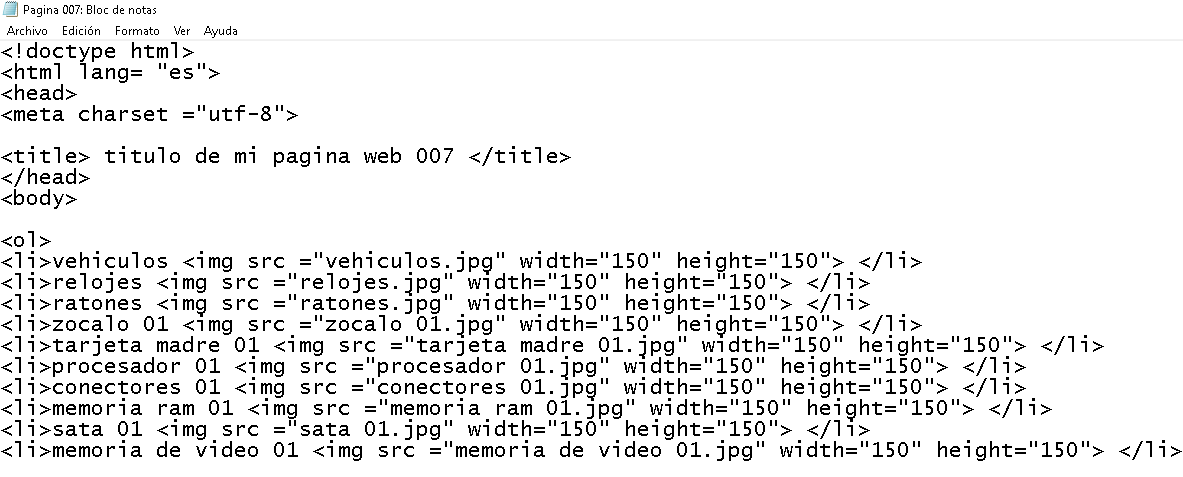 Pagina 007: Bloc de notas
Archivo Edición Formato Ver Ayuda
<!doctype html>
<html lang= "es">
<head>
<meta charset ="utf-8">
<title> titulo de mi pagina web 007 </title>
</head>
<body>
<ol>
<li>vehiculos <img src ="vehiculos.jpg" width="150" height="150"> </li>
<li>relojes <img src ="relojes.jpg" width="150" height="150"> </li>
<li>ratones <img src ="ratones.jpg" width="150" height="150"> </li>
<li>zocalo 01 <img src ="zocalo 01.jpg" width="150" height="150"> </li>
<li>tarjeta madre 01 <img src ="tarjeta madre 01.jpg" width="150" height="150"> </li>
<li>procesador 01 <img src ="procesador 01.jpg" width="150" height="150"> </li>
<li>conectores 01 <img src ="conectores 01.jpg" width="150" height="150"> </li>
<li>memoria ram 01 <img src ="memoria ram 01.jpg" width="150" height="150"> </li>
<li>sata 01 <img src ="sata 01.jpg" width="150" height="150"> </li>
<li>memoria de video 01 <img src ="memoria de video 01.jpg" width="150" height="150"> </li>